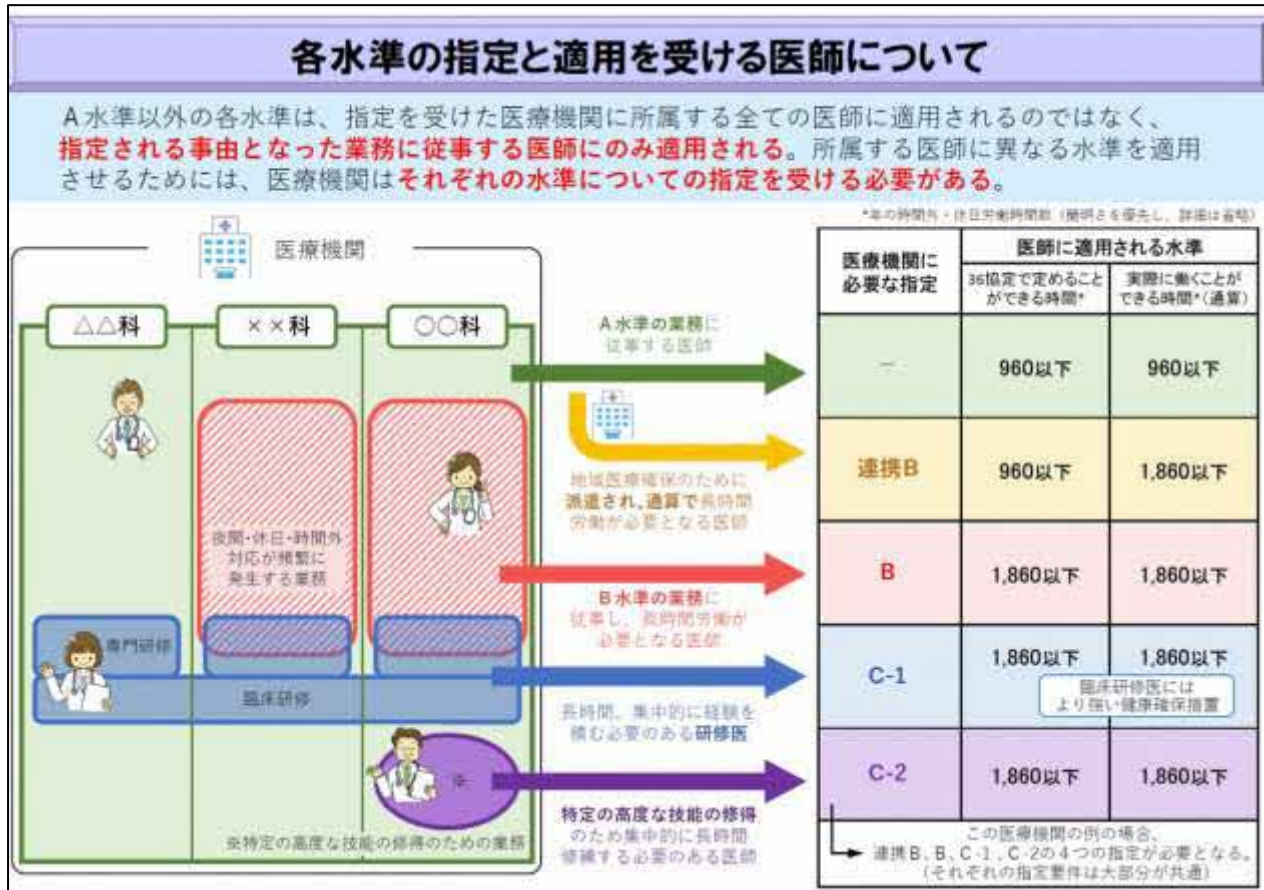 各水準の指定と適用を受ける医師について
A水準以外の各水準は、指定を受けた医療機関に所属する全ての医師に適用されるのではなく、
指定される事由となった業務に従事する医師にのみ適用される。所属する医師に異なる水準を適用
させるためには、医療機関はそれぞれの水準についての指定を受ける必要がある。
*年の時間外・休日労働時間数（簡明さを優先し、詳細は省略）
医療機関
△△科
××科
○○科
夜間・休日・時間外
対応が頻繁に
発生する業務
専門研修
臨床研修
※特定の高度な技能の修得のための業務
A水準の業務に
従事する医師
地域医療確保のために
派遣され、通算で長時間
労働が必要となる医師
B水準の業務に
従事し、長時間労働が
必要となる医師
長時間、集中的に経験を
積む必要のある研修医
特定の高度な技能の修得
のため集中的に長時間
修練する必要のある医師
医療機関に
必要な指定
医師に適用される水準
36協定で定めること
ができる時間*
実際に働くことが
できる時間*(通算)
—
960以下
960以下
連携B
960以下
1,860以下
B
1,860以下
1,860以下
C-1
1,860以下
1,860以下
臨床研修医には
より強い健康確保措置
C-2
1,860以下
1,860以下
この医療機関の例の場合、
連携B、B、C-1、C-2の4つの指定が必要となる。
(それぞれの指定要件は大部分が共通)